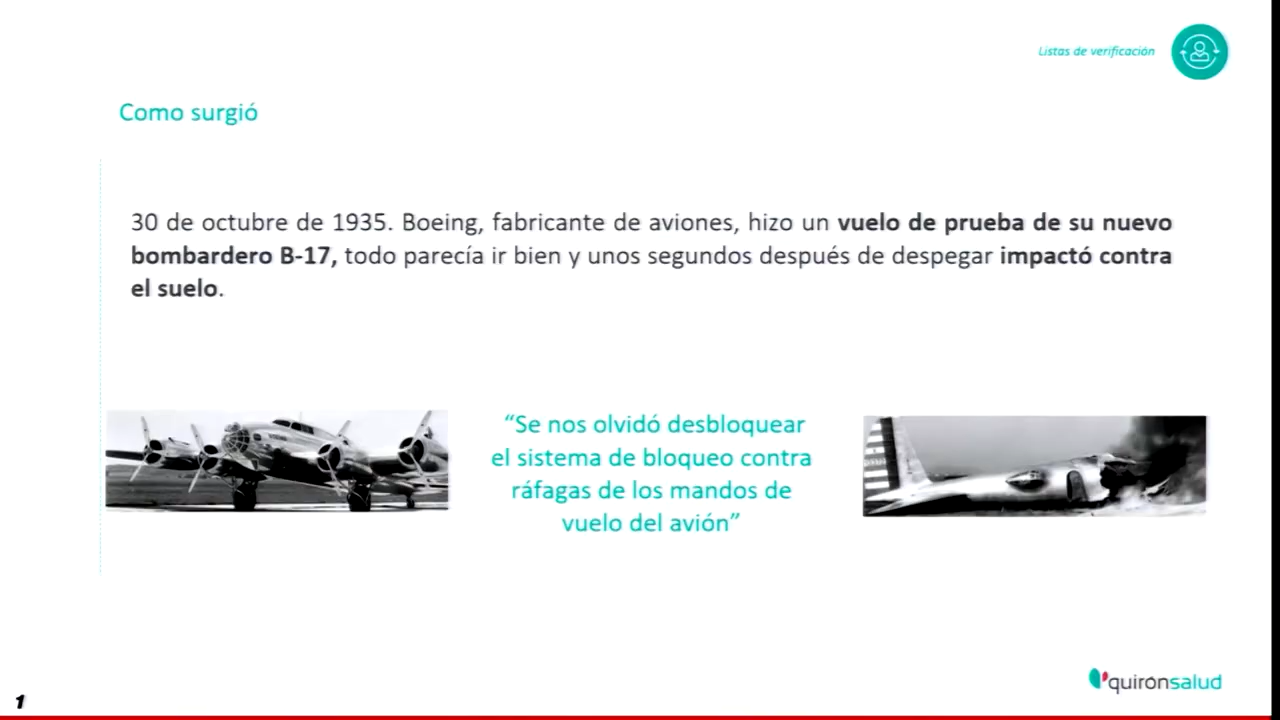 Listas de verificación
Como surgió
30 de octubre de 1935. Boeing, fabricante de aviones, hizo un vuelo de prueba de su nuevo
bombardero B-17, todo parecía ir bien y unos segundos después de despegar impactó contra
el suelo.
“Se nos olvidó desbloquear
el sistema de bloqueo contra
ráfagas de los mandos de
vuelo del avión”
quirónsalud
1